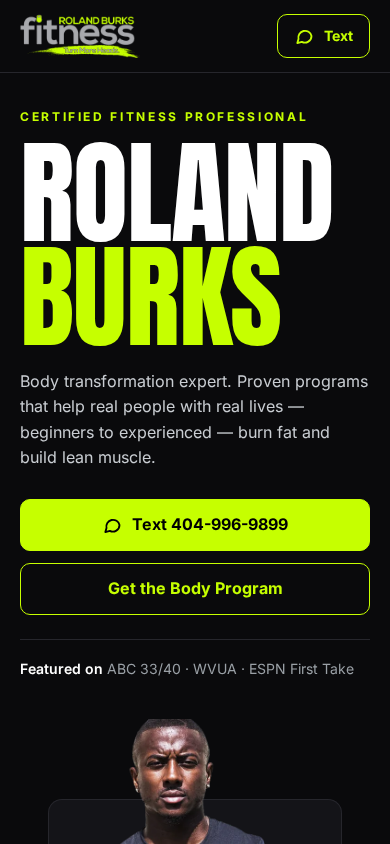 ROLAND BURKS
fitness
Turn More Heads.
Text
CERTIFIED FITNESS PROFESSIONAL
ROLAND
BURKS
Body transformation expert. Proven programs
that help real people with real lives —
beginners to experienced — burn fat and
build lean muscle.
Text 404-996-9899
Get the Body Program
Featured on ABC 33/40 · WVUA · ESPN First Take